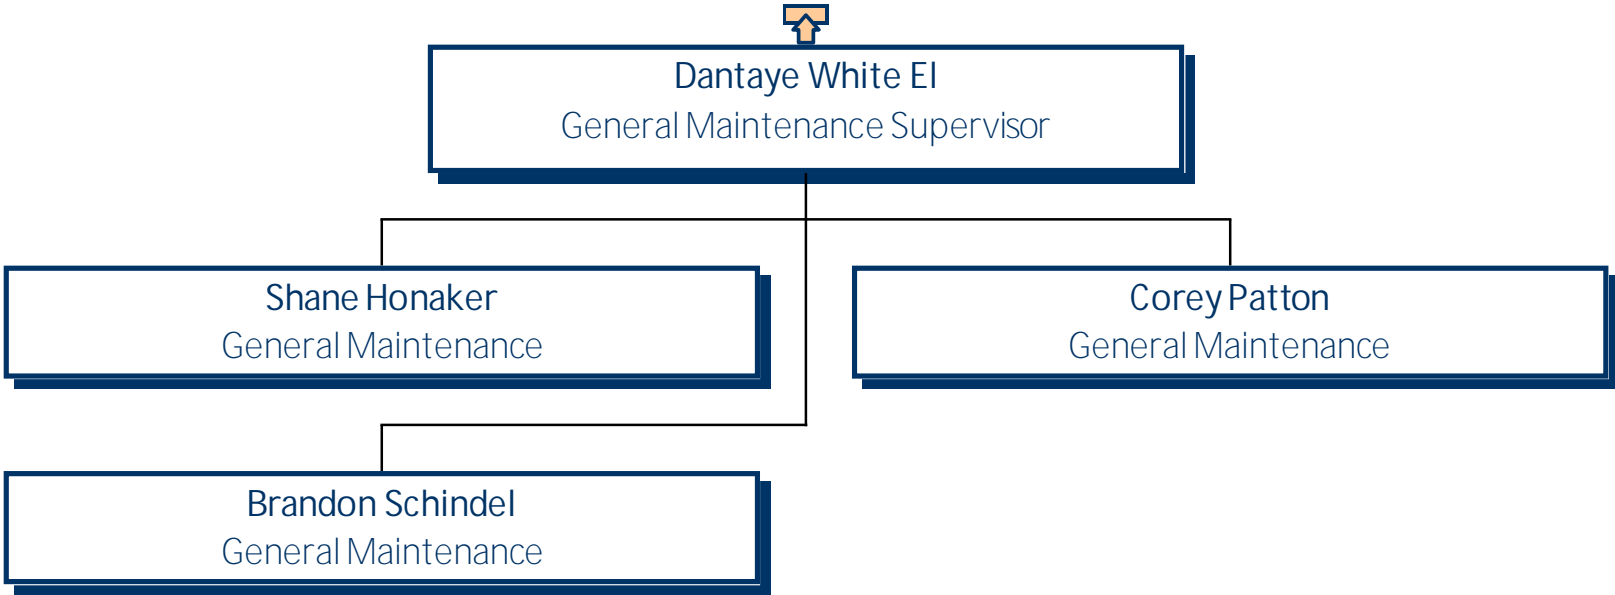 Dantaye White El
General Maintenance Supervisor
Shane Honaker
General Maintenance
Corey Patton
General Maintenance
Brandon Schindel
General Maintenance